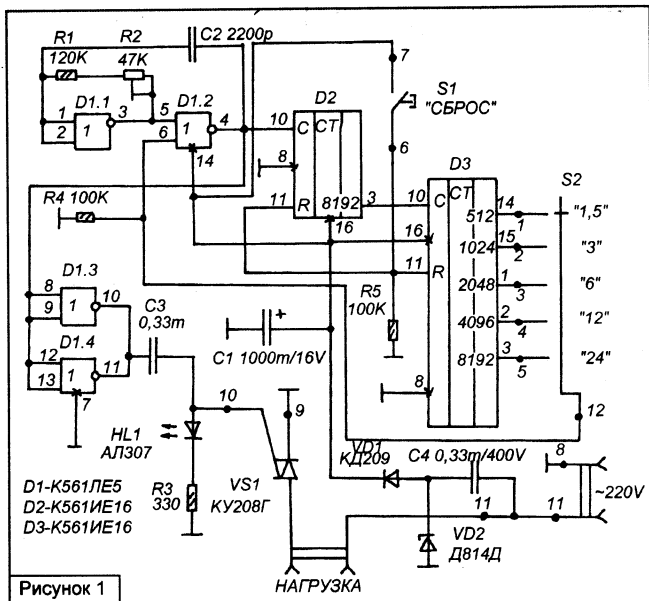 R1
120K
R2
47K
C2 2200p
D1.1
1
2
1
3
D1.2
5
6
1
4
14
D2
10
C
CT
8
11
R
8192
3
16
7
S1
"СБРОС"
6
D3
10
C
CT
16
11
R
8
512
14
1
1024
15
2
2048
1
3
4096
2
4
8192
3
5
S2
"1,5"
"3"
"6"
"12"
"24"
12
R4 100K
D1.3
8
9
1
10
D1.4
12
13
1
11
7
C3
0,33m
C1 1000m/16V
+
R5
100K
HL1
АЛ307
R3
330
10
9
VS1
КУ208Г
VD1
КД209
C4 0,33m/400V
VD2
Д814Д
11
11
8
~220V
НАГРУЗКА
D1-К561ЛЕ5
D2-К561ИЕ16
D3-К561ИЕ16
Рисунок 1